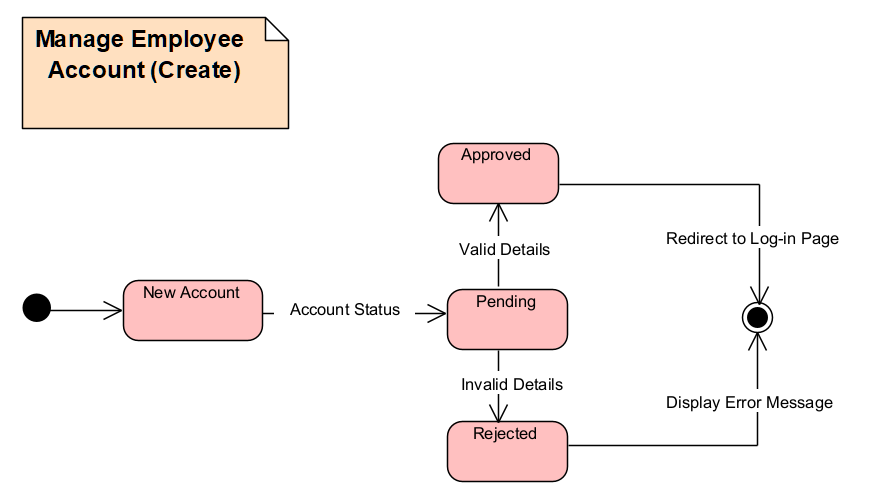 Manage Employee
Account (Create)
Approved
Redirect to Log-in Page
Valid Details
New Account
Account Status
Pending
Invalid Details
Display Error Message
Rejected